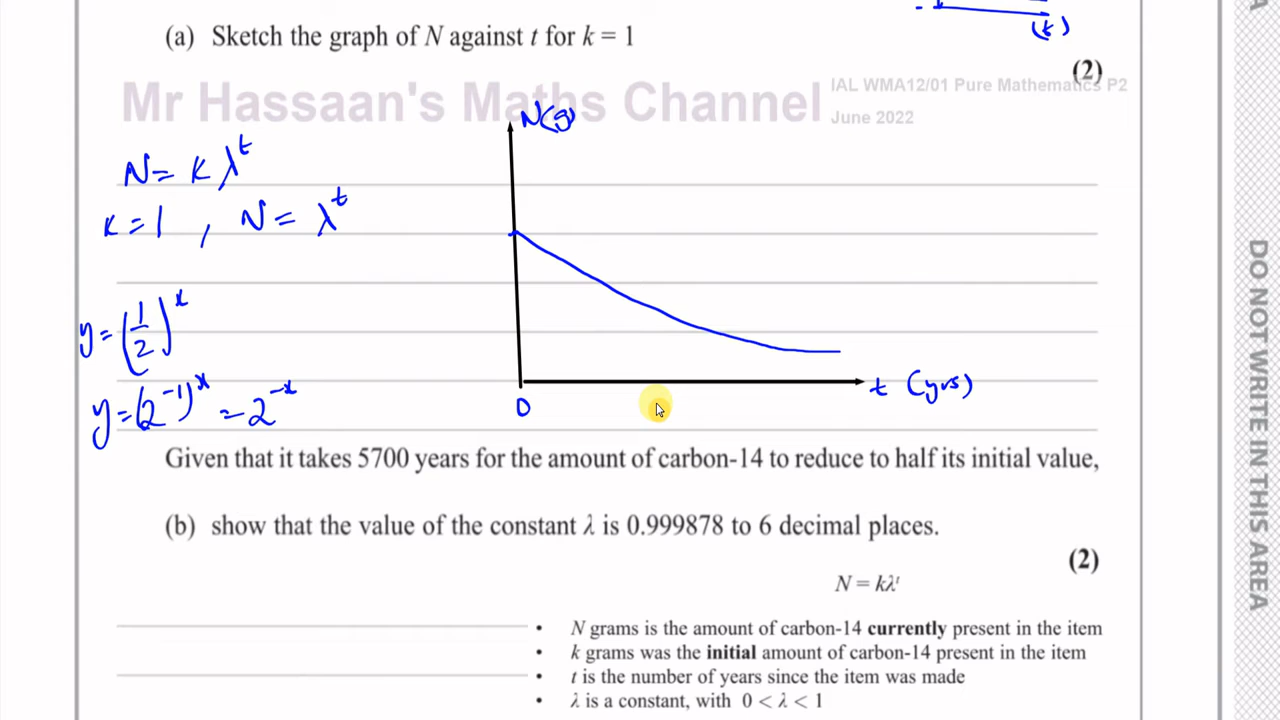 (t)
(a) Sketch the graph of N against t for k = 1
(2)
Mr Hassaan's Maths Channel
IAL WMA12/01 Pure Mathematics P2
June 2022
N(g)
N = k λ^t
k = 1 , N = λ^t
y = (1/2)^x
y = (2^-1)^x = 2^-x
0
t (yrs)
Given that it takes 5700 years for the amount of carbon-14 to reduce to half its initial value,
(b) show that the value of the constant λ is 0.999878 to 6 decimal places.
(2)
N = kλ^t
• N grams is the amount of carbon-14 currently present in the item
• k grams was the initial amount of carbon-14 present in the item
• t is the number of years since the item was made
• λ is a constant, with 0 < λ < 1
DO NOT WRITE IN THIS AREA